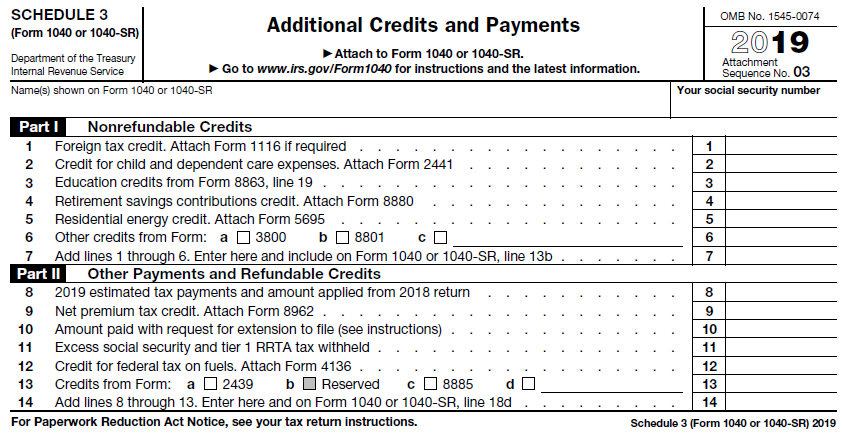 SCHEDULE 3
(Form 1040 or 1040-SR)
Department of the Treasury
Internal Revenue Service
Additional Credits and Payments
▶ Attach to Form 1040 or 1040-SR.
▶ Go to www.irs.gov/Form1040 for instructions and the latest information.
OMB No. 1545-0074
2019
Attachment
Sequence No. 03
Name(s) shown on Form 1040 or 1040-SR
Your social security number
Part I Nonrefundable Credits
1 Foreign tax credit. Attach Form 1116 if required . . . . . . . . . . . . . . . . . . 1
2 Credit for child and dependent care expenses. Attach Form 2441 . . . . . . . . . . . . 2
3 Education credits from Form 8863, line 19 . . . . . . . . . . . . . . . . . . . . 3
4 Retirement savings contributions credit. Attach Form 8880 . . . . . . . . . . . . . . 4
5 Residential energy credit. Attach Form 5695 . . . . . . . . . . . . . . . . . . . 5
6 Other credits from Form: a ☐ 3800 b ☐ 8801 c ☐ 6
7 Add lines 1 through 6. Enter here and include on Form 1040 or 1040-SR, line 13b . . . . . . . 7
Part II Other Payments and Refundable Credits
8 2019 estimated tax payments and amount applied from 2018 return . . . . . . . . . . . 8
9 Net premium tax credit. Attach Form 8962 . . . . . . . . . . . . . . . . . . . . 9
10 Amount paid with request for extension to file (see instructions) . . . . . . . . . . . . . 10
11 Excess social security and tier 1 RRTA tax withheld . . . . . . . . . . . . . . . . . 11
12 Credit for federal tax on fuels. Attach Form 4136 . . . . . . . . . . . . . . . . . . 12
13 Credits from Form: a ☐ 2439 b ☐ Reserved c ☐ 8885 d ☐ 13
14 Add lines 8 through 13. Enter here and on Form 1040 or 1040-SR, line 18d . . . . . . . . . 14
For Paperwork Reduction Act Notice, see your tax return instructions.
Schedule 3 (Form 1040 or 1040-SR) 2019